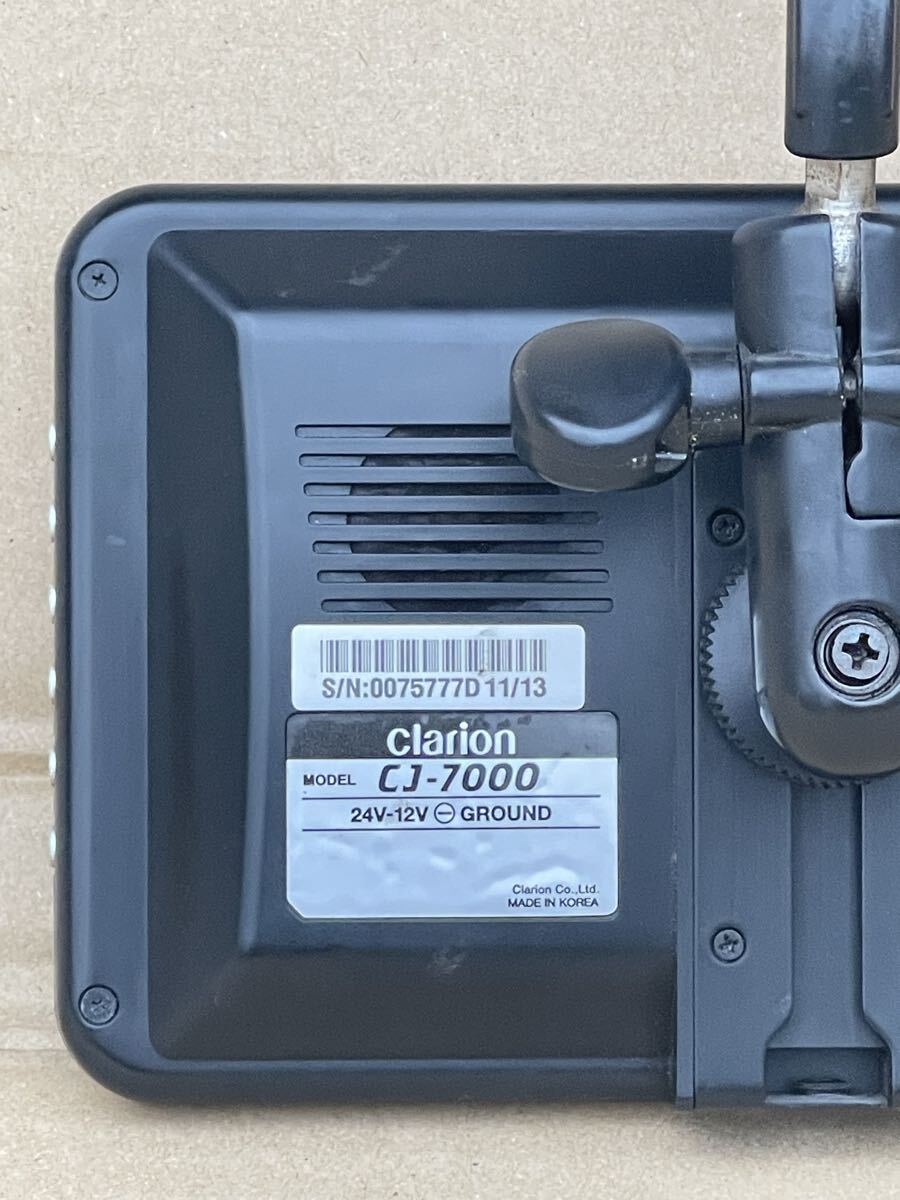 S/N:0075777D 11/13
clarion
MODEL CJ-7000
24V-12V ⊖ GROUND
Clarion Co.,Ltd.
MADE IN KOREA